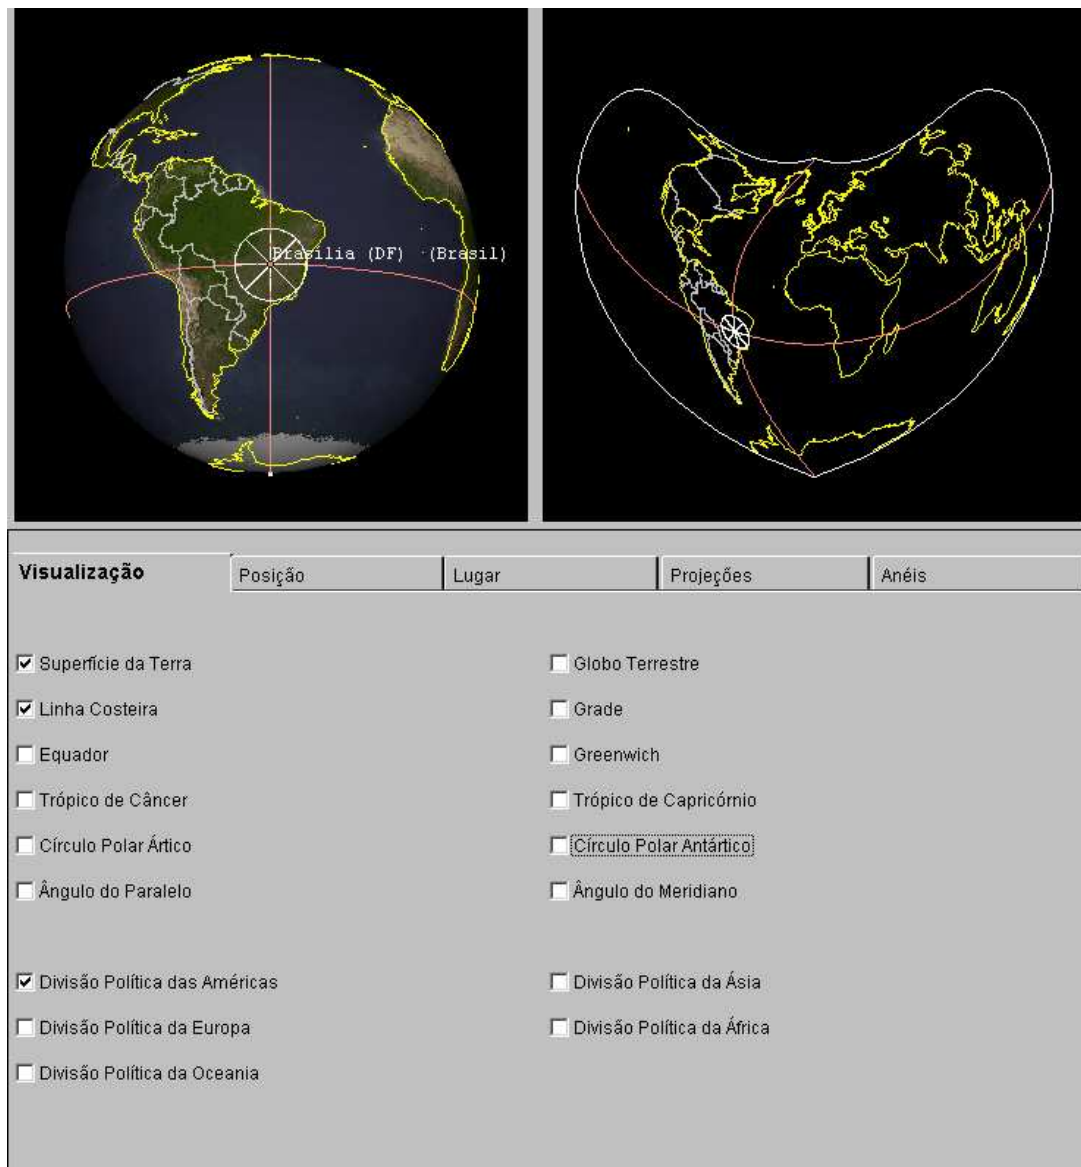 Brasília (DF) (Brasil)
Visualização Posição Lugar Projeções Anéis
Superfície da Terra Globo Terrestre
Linha Costeira Grade
Equador Greenwich
Trópico de Câncer Trópico de Capricórnio
Círculo Polar Ártico Círculo Polar Antártico
Ângulo do Paralelo Ângulo do Meridiano
Divisão Política das Américas Divisão Política da Ásia
Divisão Política da Europa Divisão Política da África
Divisão Política da Oceania